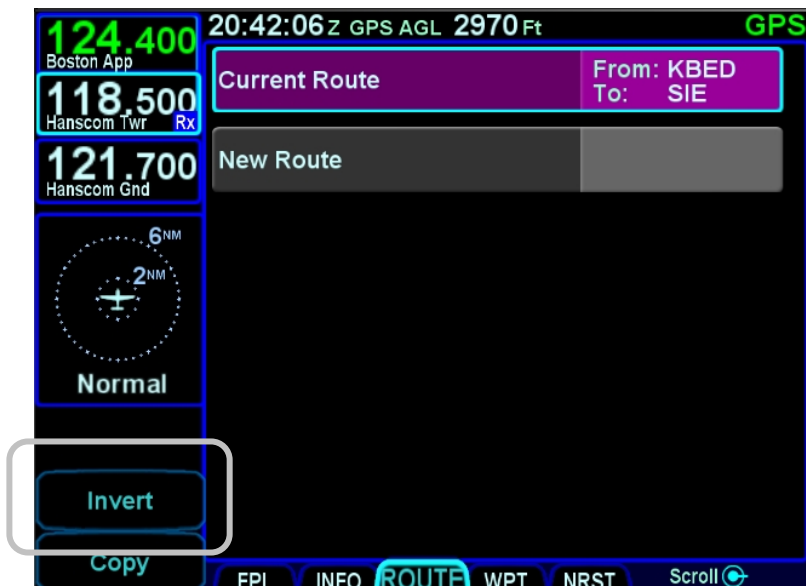 124.400
Boston App
118.500
Hanscom Twr Rx
121.700
Hanscom Gnd
6NM
2NM
Normal
Invert
Copy
20:42:06 Z GPS AGL 2970 Ft GPS
Current Route
From: KBED
To: SIE
New Route
FPL INFO ROUTE WPT NRST Scroll